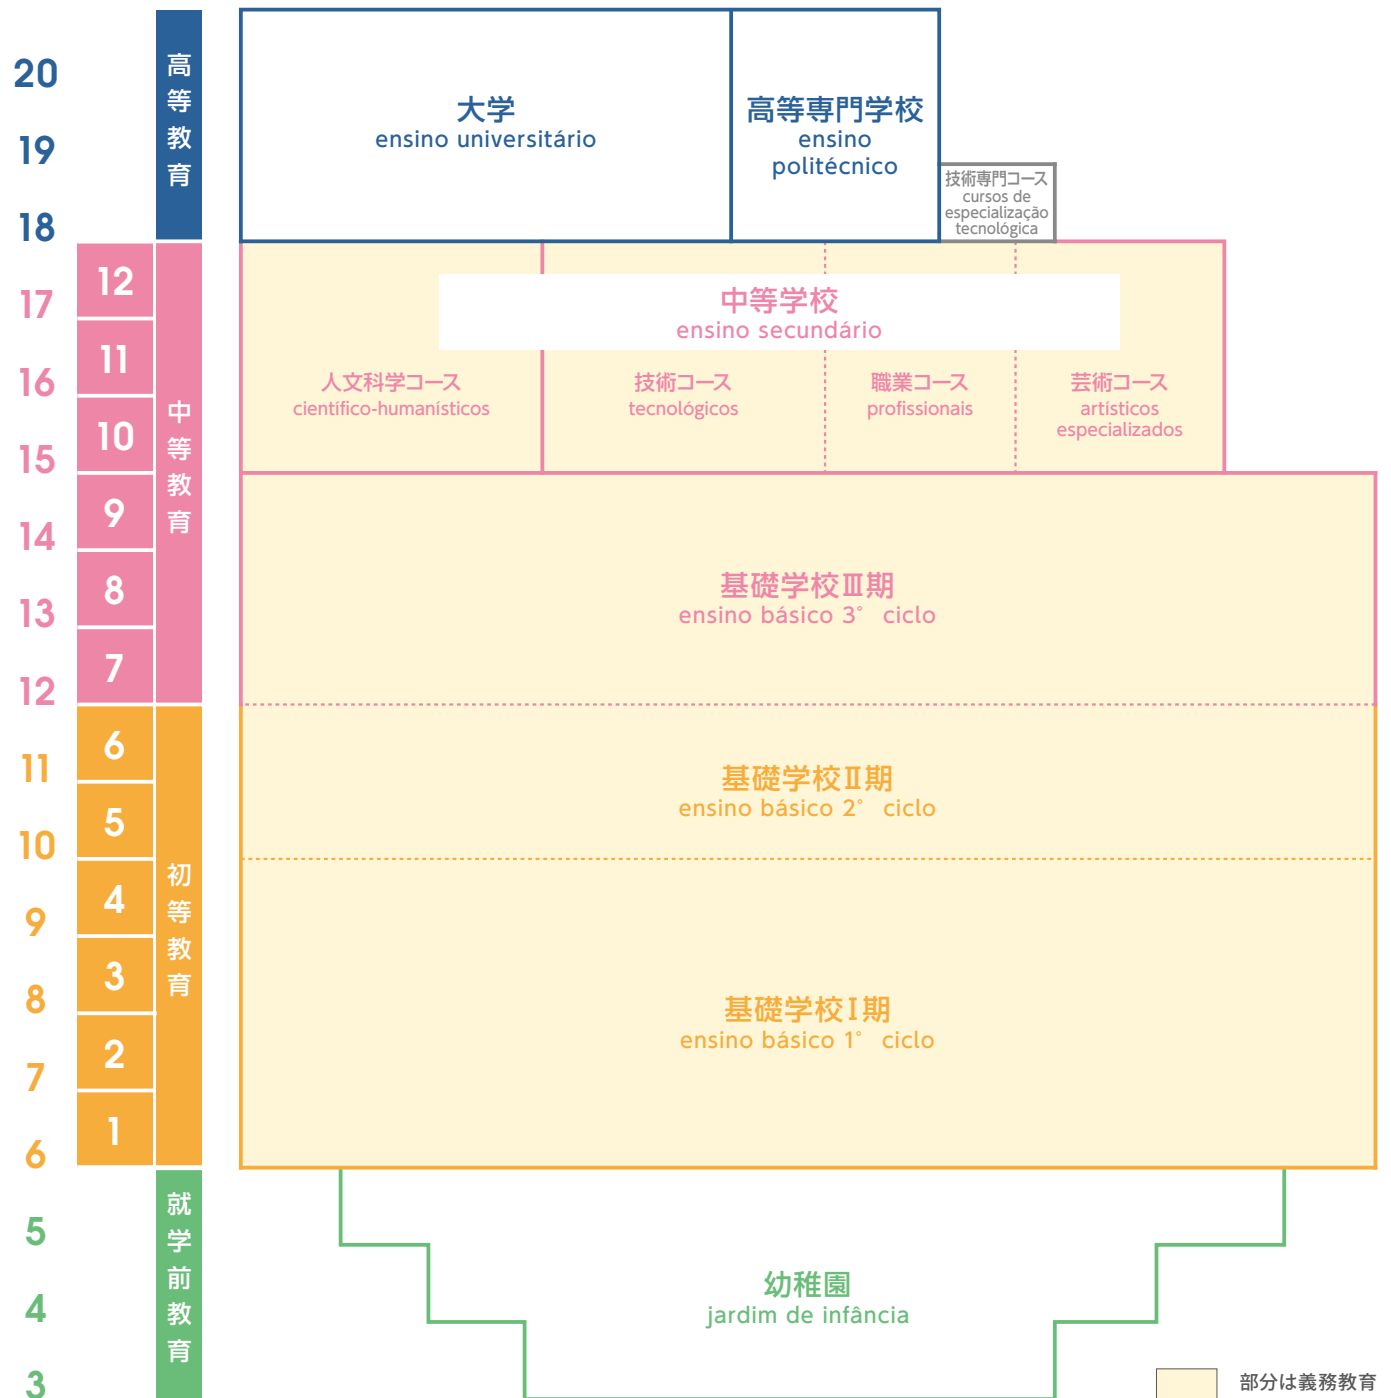 20
19
18
17
16
15
14
13
12
11
10
9
8
7
6
5
4
3
12
11
10
9
8
7
6
5
4
3
2
1
高等教育
中等教育
初等教育
就学前教育
大学
ensino universitário
高等専門学校
ensino
politécnico
技術専門コース
cursos de
especialização
tecnológica
中等学校
ensino secundário
人文科学コース
científico-humanísticos
技術コース
tecnológicos
職業コース
profissionais
芸術コース
artísticos
especializados
基礎学校Ⅲ期
ensino básico 3° ciclo
基礎学校Ⅱ期
ensino básico 2° ciclo
基礎学校Ⅰ期
ensino básico 1° ciclo
幼稚園
jardim de infância
部分は義務教育